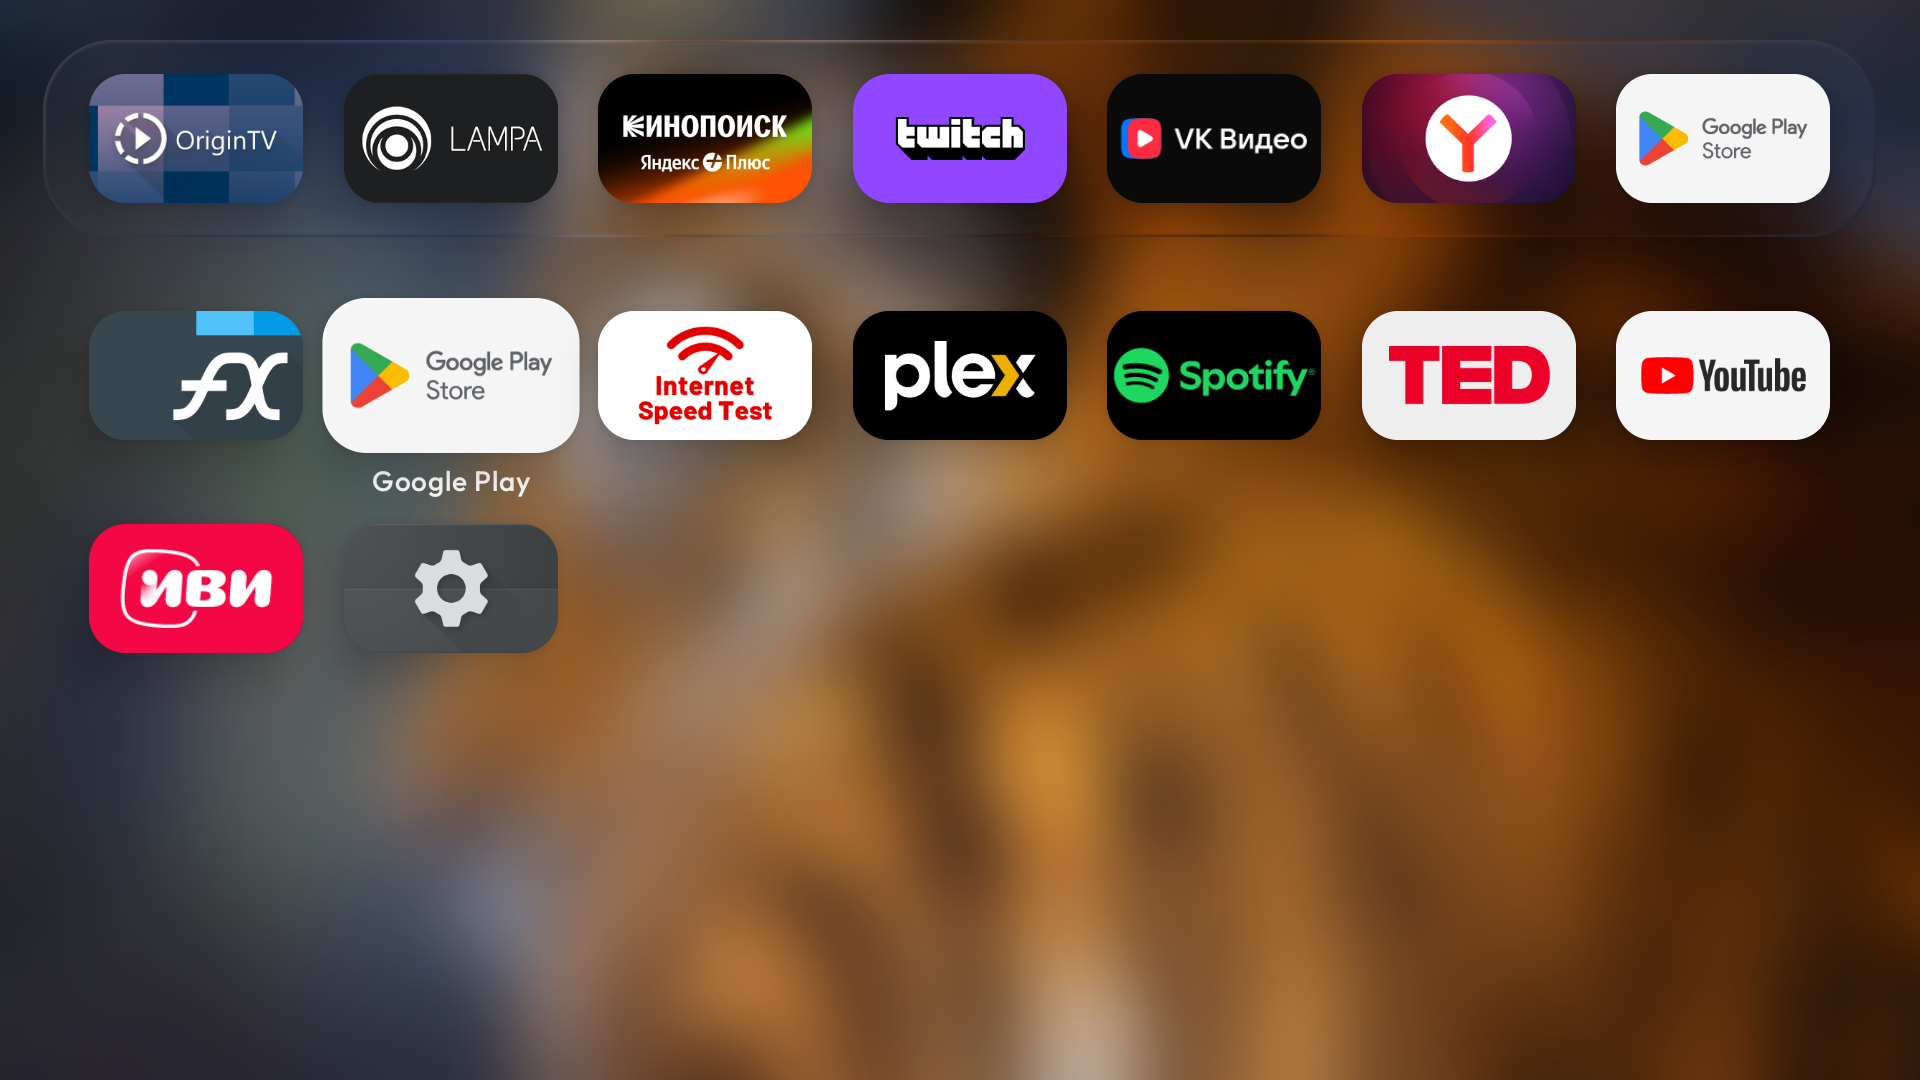 OriginTV
LAMPA
КИНОПОИСК
Яндекс Плюс
twitch
VK Видео
Y
Google Play
Store
fx
Google Play
Store
Internet
Speed Test
plex
Spotify®
TED
YouTube
Google Play
иви